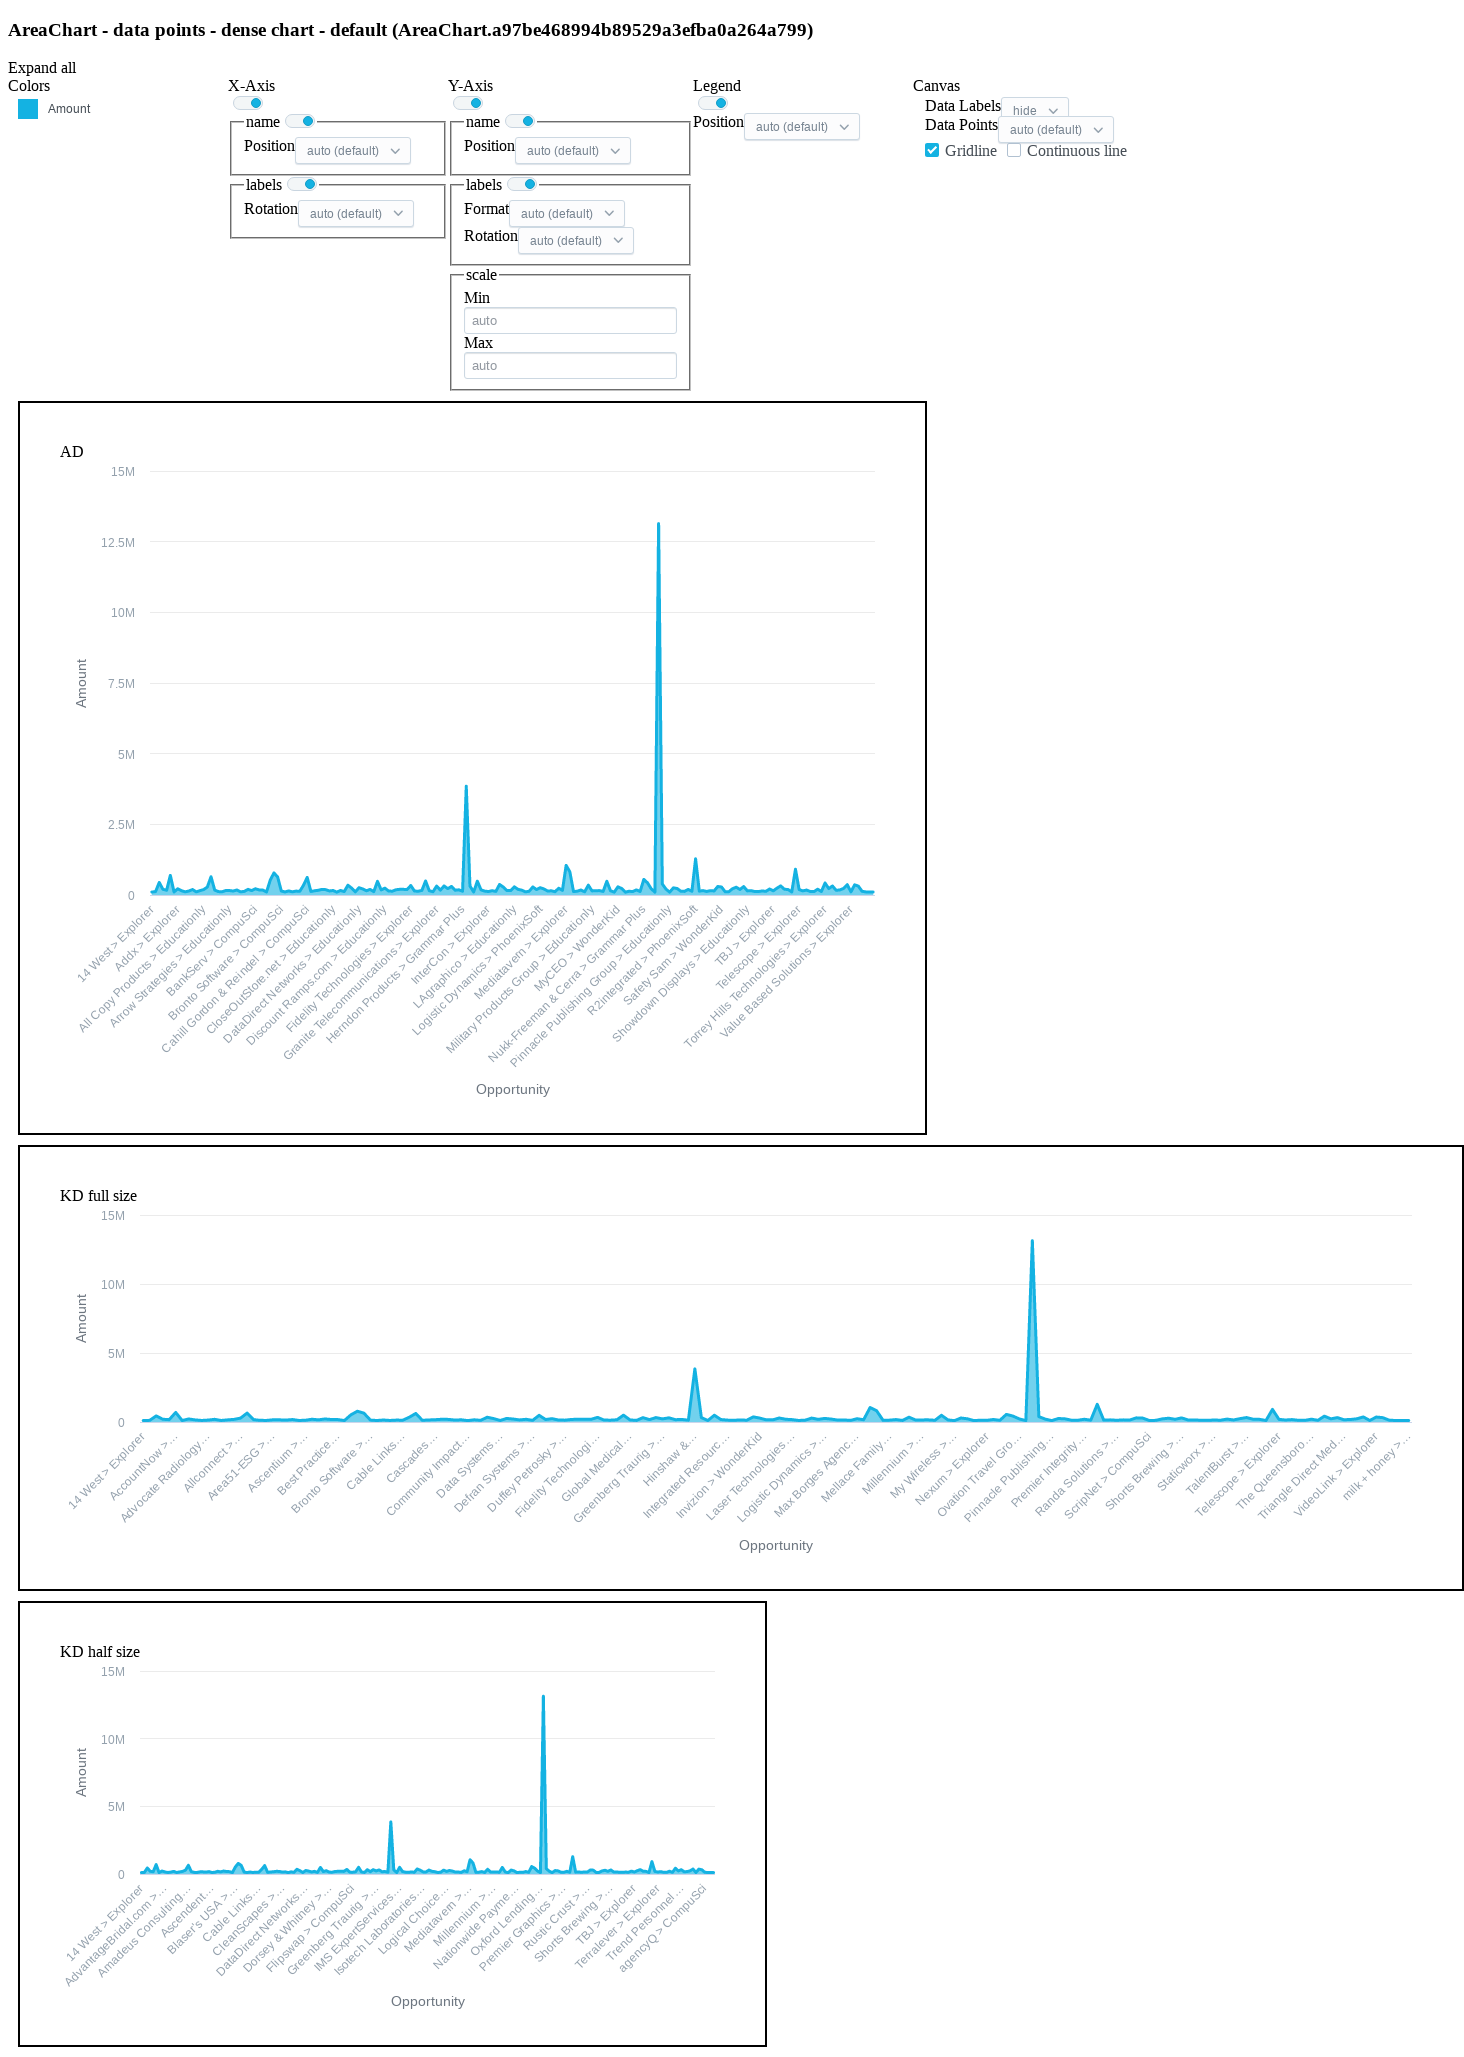 AreaChart - data points - dense chart - default (AreaChart.a97be468994b89529a3efba0a264a799)
Expand all
Colors
Amount
X-Axis
name
Position auto (default)
labels
Rotation auto (default)
Y-Axis
name
Position auto (default)
labels
Format auto (default)
Rotation auto (default)
scale
Min
auto
Max
auto
Legend
Position auto (default)
Canvas
Data Labels hide
Data Points auto (default)
Gridline Continuous line
AD
15M
12.5M
10M
7.5M
5M
2.5M
0
Amount
14 West > Explorer
Addx > Explorer
All Copy Products > Educationly
Arrow Strategies > Educationly
BankServ > CompuSci
Bronto Software > CompuSci
Cahill Gordon & Reindel > CompuSci
CloseOutStore.net > Educationly
DataDirect Networks > Educationly
Discount Ramps.com > Educationly
Fidelity Technologies > Explorer
Granite Telecommunications > Explorer
Herndon Products > Grammar Plus
InterCon > Explorer
LAgraphico > Educationly
Logistic Dynamics > PhoenixSoft
Mediatavern > Explorer
Military Products Group > Educationly
MyCEO > WonderKid
Nukk-Freeman & Cerra > Grammar Plus
Pinnacle Publishing Group > Educationly
R2integrated > PhoenixSoft
Safety Sam > WonderKid
Showdown Displays > Educationly
TBJ > Explorer
Telescope > Explorer
Torrey Hills Technologies > Explorer
Value Based Solutions > Explorer
Opportunity
KD full size
15M
10M
5M
0
Amount
14 West > Explorer
AccountNow >…
Advocate Radiology…
Allconnect >…
Area51-ESG >…
Ascentium >…
Best Practice…
Bronto Software >…
Cable Links…
Cascades…
Community Impact…
Data Systems…
Defran Systems >…
Duffey Petrosky >…
Fidelity Technologi…
Global Medical…
Greenberg Traurig >…
Hinshaw &…
Integrated Resourc…
Invizion > WonderKid
Laser Technologies…
Logistic Dynamics >…
Max Borges Agenc…
Mellace Family…
Millennium >…
My Wireless >…
Nexum > Explorer
Ovation Travel Gro…
Pinnacle Publishing…
Premier Integrity…
Randa Solutions >…
ScripNet > CompuSci
Shorts Brewing >…
Staticworx >…
TalentBurst >…
Telescope > Explorer
The Queensboro…
Triangle Direct Med…
VideoLink > Explorer
milk + honey >…
Opportunity
KD half size
15M
10M
5M
0
Amount
14 West > Explorer
AdvantageBridal.com >…
Amadeus Consulting…
Ascendent…
Blaser's USA >…
Cable Links…
CleanScapes >…
DataDirect Networks…
Dorsey & Whitney >…
Flipswap > CompuSci
Greenberg Traurig >…
IMS ExpertServices…
Isotech Laboratories…
Logical Choice…
Mediatavern >…
Millennium >…
Nationwide Payme…
Oxford Lending…
Premier Graphics >…
Rustic Crust >…
Shorts Brewing >…
TBJ > Explorer
Terralever > Explorer
Trend Personnel…
agencyQ > CompuSci
Opportunity